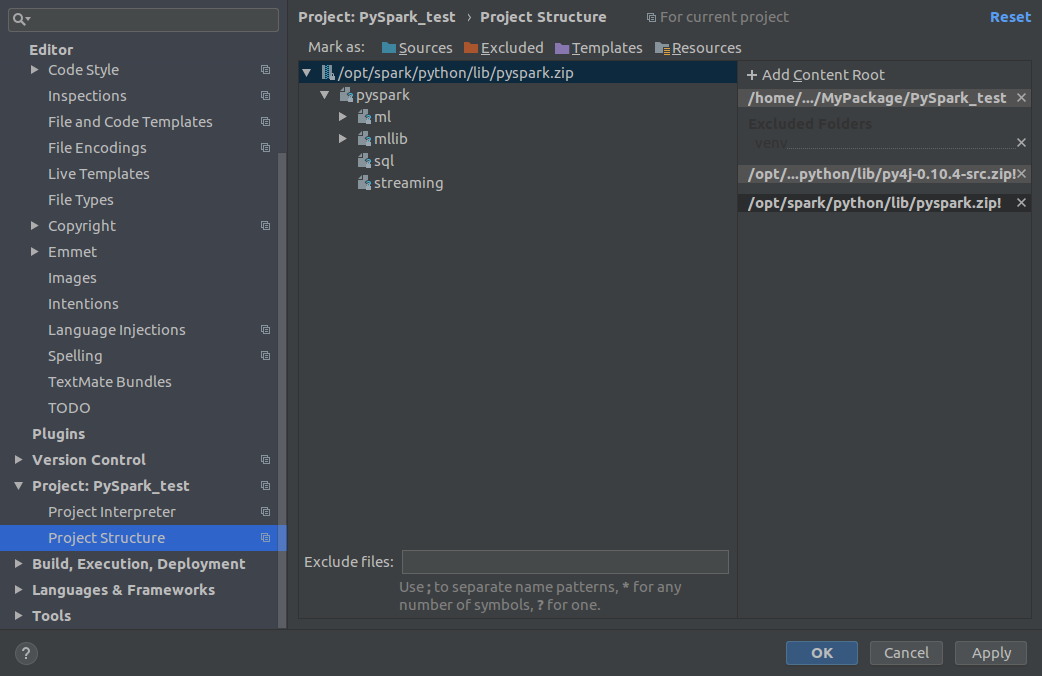 Project: PySpark_test › Project Structure For current project Reset
Editor
Code Style
Inspections
File and Code Templates
File Encodings
Live Templates
File Types
Copyright
Emmet
Images
Intentions
Language Injections
Spelling
TextMate Bundles
TODO
Plugins
Version Control
Project: PySpark_test
Project Interpreter
Project Structure
Build, Execution, Deployment
Languages & Frameworks
Tools
Mark as: Sources Excluded Templates Resources
/opt/spark/python/lib/pyspark.zip
pyspark
ml
mllib
sql
streaming
Exclude files:
Use ; to separate name patterns, * for any
number of symbols, ? for one.
+ Add Content Root
/home/.../MyPackage/PySpark_test
Excluded Folders
venv
/opt/...python/lib/py4j-0.10.4-src.zip!
/opt/spark/python/lib/pyspark.zip!
? OK Cancel Apply